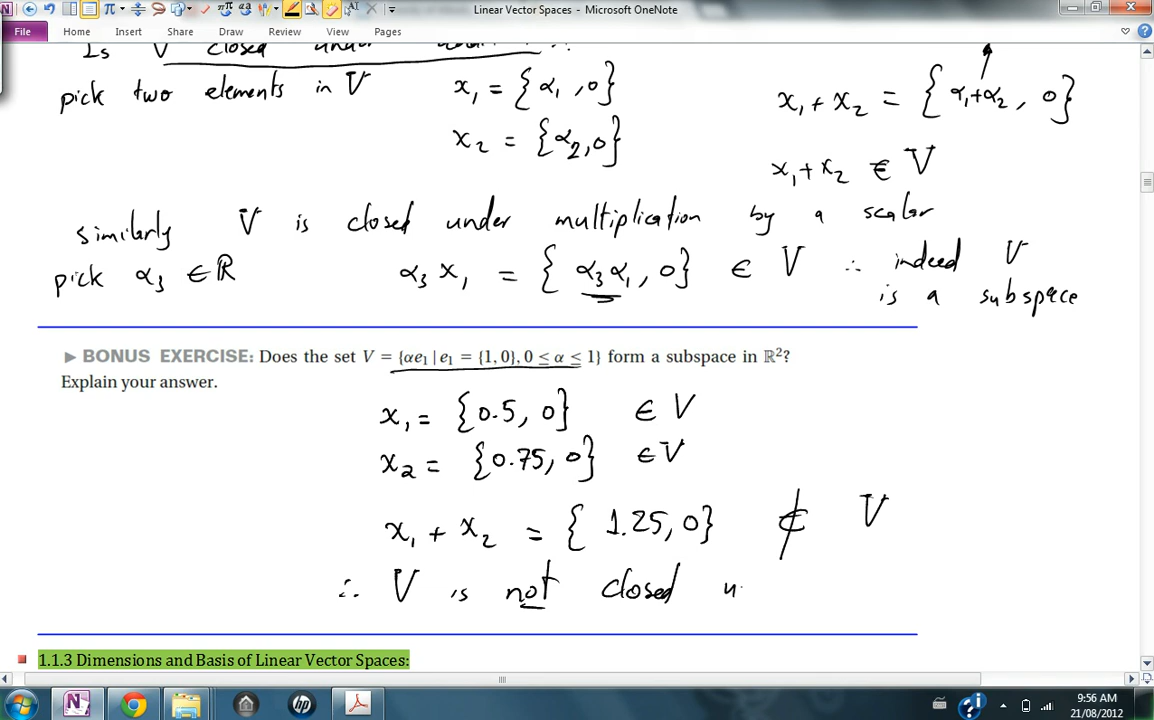 Linear Vector Spaces - Microsoft OneNote
File Home Insert Share Draw Review Pages
Is V closed under
pick two elements in V x₁ = {α₁, 0} x₁ + x₂ = {α₁+α₂, 0}
x₂ = {α₂, 0}
x₁ + x₂ ∈ V
similarly V is closed under multiplication by a scalar
pick α₃ ∈ ℝ α₃ x₁ = {α₃α₁, 0} ∈ V ∴ indeed V
is a subspace
► BONUS EXERCISE: Does the set V = {αe₁ | e₁ = {1, 0}, 0 ≤ α ≤ 1} form a subspace in ℝ²?
Explain your answer.
x₁ = {0.5, 0} ∈ V
x₂ = {0.75, 0} ∈ V
x₁ + x₂ = {1.25, 0} ∉ V
∴ V is not closed
1.1.3 Dimensions and Basis of Linear Vector Spaces:
9:56 AM
21/08/2012